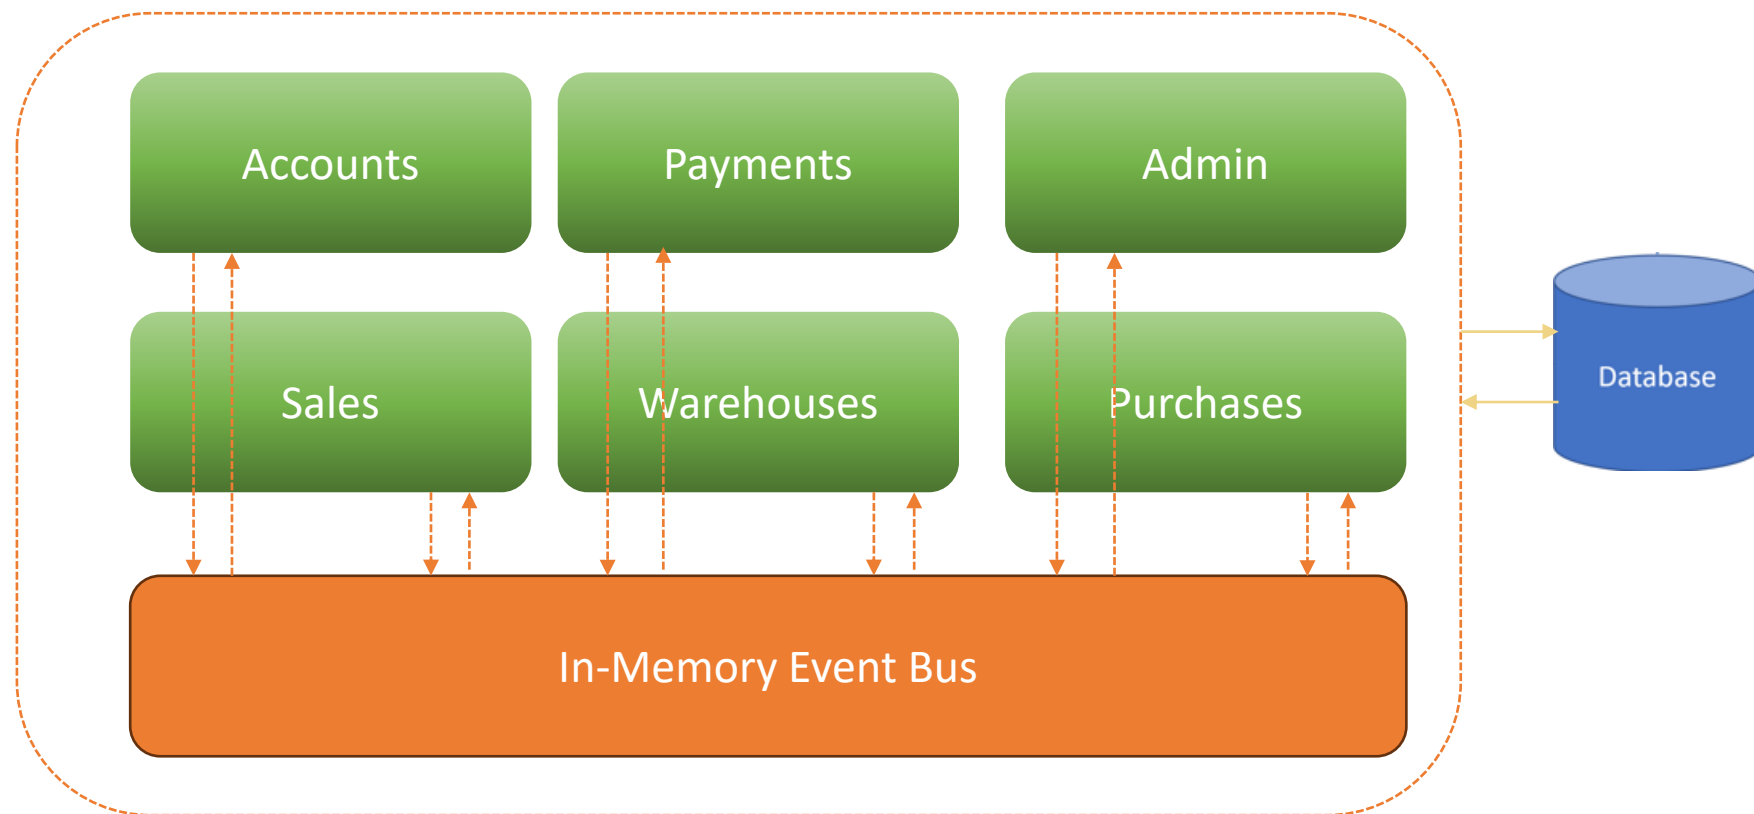 Accounts
Payments
Admin
Sales
Warehouses
Purchases
Database
In-Memory Event Bus